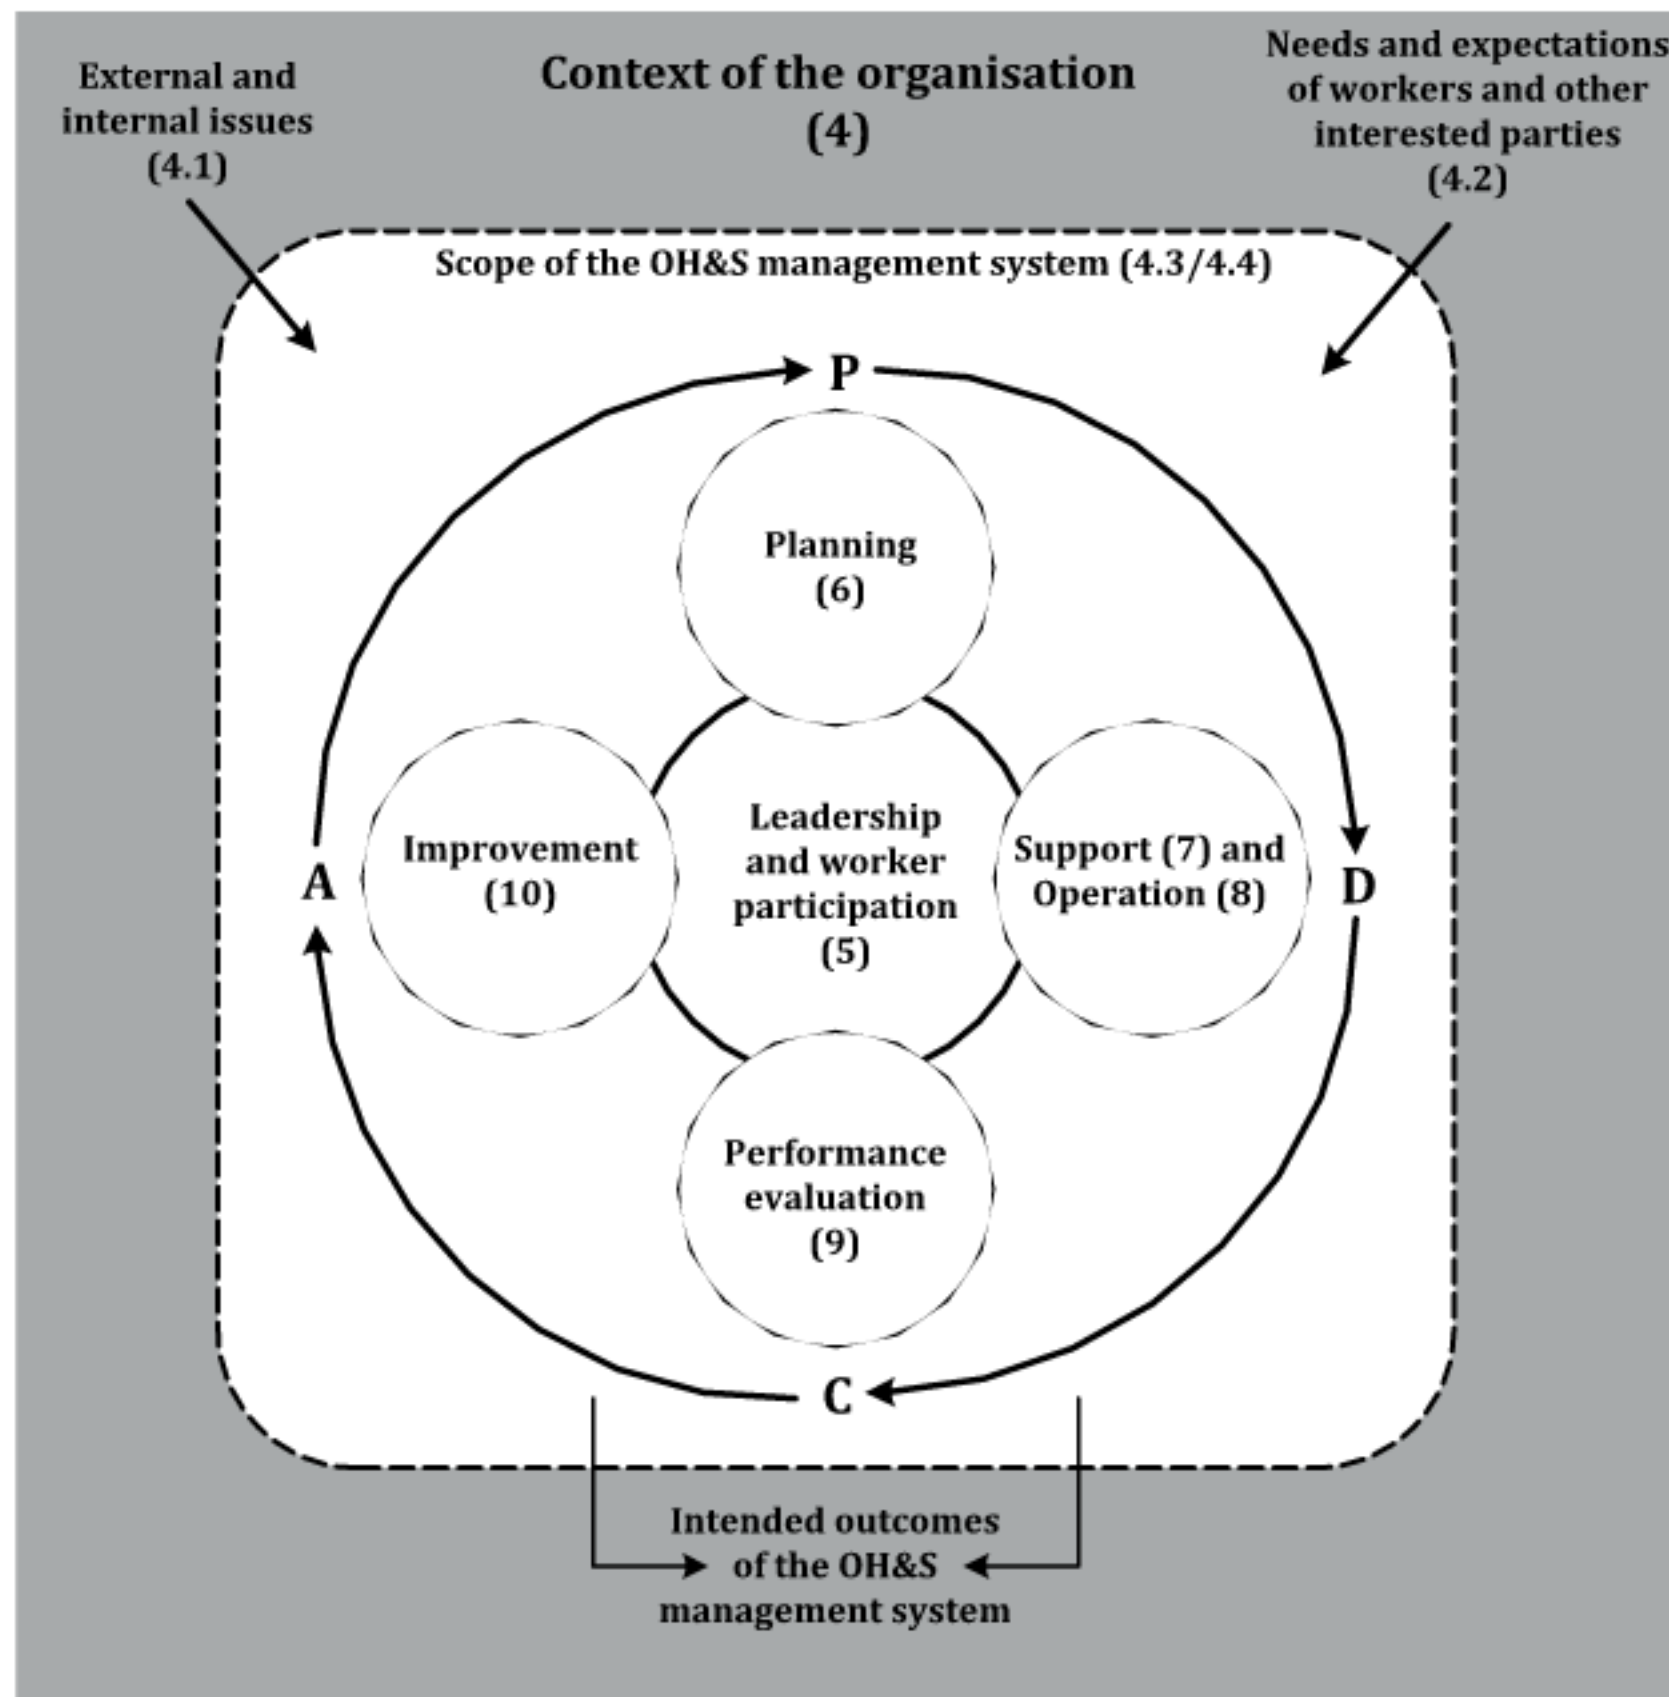 External and
internal issues
(4.1)
Context of the organisation
(4)
Needs and expectations
of workers and other
interested parties
(4.2)
Scope of the OH&S management system (4.3/4.4)
P
Planning
(6)
A
Improvement
(10)
Leadership
and worker
participation
(5)
Support (7) and
Operation (8)
D
Performance
evaluation
(9)
C
Intended outcomes
of the OH&S
management system